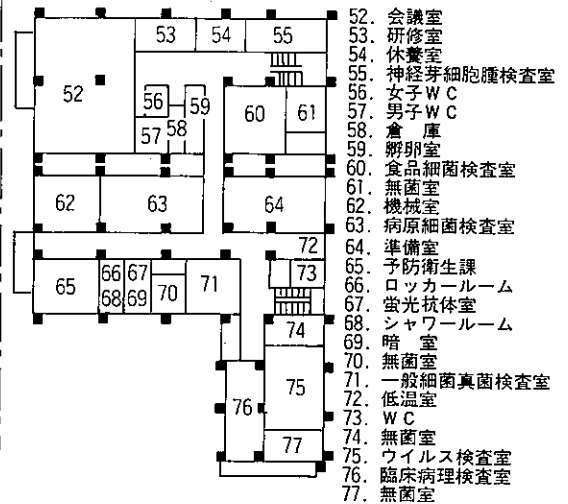 52. 会議室
53. 研修室
54. 休養室
55. 神経芽細胞腫検査室
56. 女子WC
57. 男子WC
58. 倉　庫
59. 孵卵室
60. 食品細菌検査室
61. 無菌室
62. 機械室
63. 病原細菌検査室
64. 準備室
65. 予防衛生課
66. ロッカールーム
67. 蛍光抗体室
68. シャワールーム
69. 暗　室
70. 無菌室
71. 一般細菌真菌検査室
72. 低温室
73. WC
74. 無菌室
75. ウイルス検査室
76. 臨床病理検査室
77. 無菌室
53 54 55
52 56 59 60 61
57 58
62 63 64
72
65 66 67 71 73
68 69 70
74
75
76
77